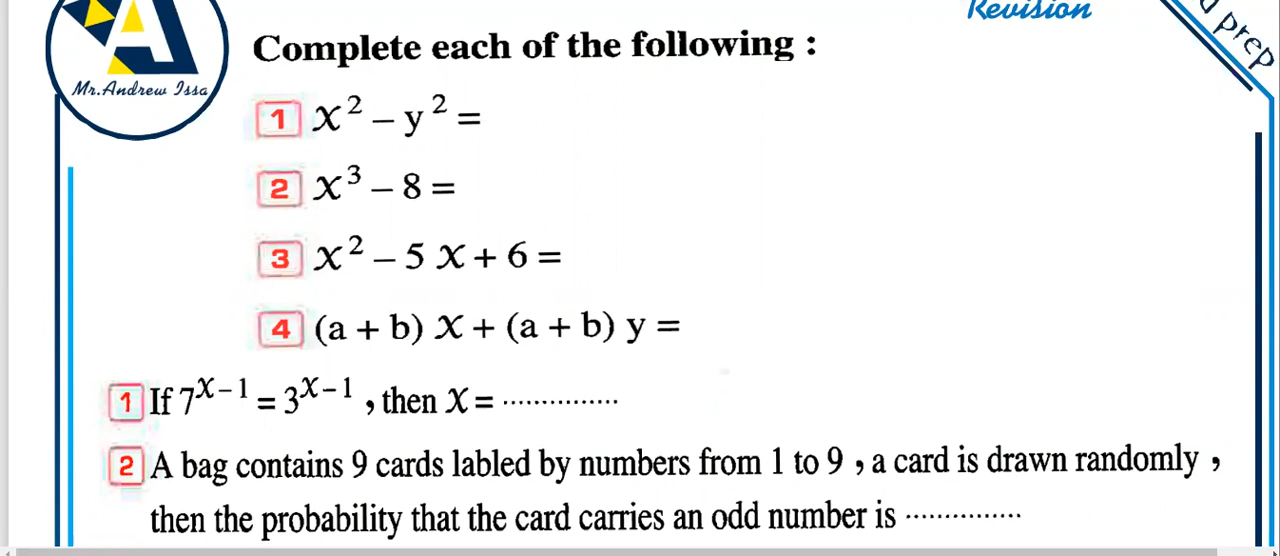 Revision
prep
Mr.Andrew Issa
Complete each of the following :
1 x² – y² =
2 x³ – 8 =
3 x² – 5 x + 6 =
4 (a + b) x + (a + b) y =
1 If 7^(x – 1) = 3^(x – 1) , then x = ...............
2 A bag contains 9 cards labled by numbers from 1 to 9 , a card is drawn randomly ,
then the probability that the card carries an odd number is ...............